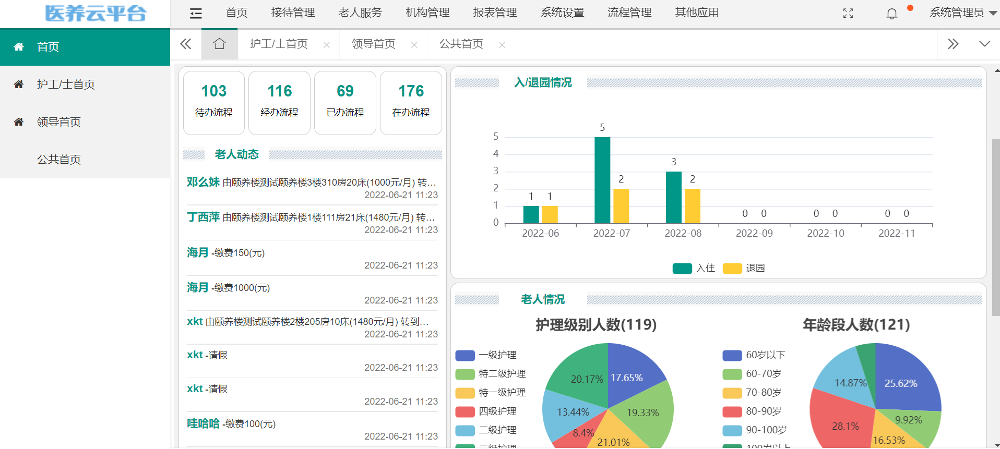 医养云平台
首页 接待管理 老人服务 机构管理 报表管理 系统设置 流程管理 其他应用 系统管理员
首页
护工/士首页
领导首页
公共首页
护工/士首页 领导首页 公共首页
103 116 69 176
待办流程 经办流程 已办流程 在办流程
老人动态
邓么妹 由颐养楼测试颐养楼3楼310房20床(1000元/月) 转…
2022-06-21 11:23
丁西萍 由颐养楼测试颐养楼1楼111房21床(1480元/月) 转…
2022-06-21 11:23
海月 -缴费150(元)
2022-06-21 11:23
海月 -缴费1000(元)
2022-06-21 11:23
xkt 由颐养楼测试颐养楼2楼205房10床(1480元/月) 转到…
2022-06-21 11:23
xkt -请假
2022-06-21 11:23
xkt -请假
2022-06-21 11:23
哇哈哈 -缴费100(元)
2022-06-21 11:23
入/退园情况
5
4
3
2
1
0
1 1 5 2 3 2 0 0 0 0 0 0
2022-06 2022-07 2022-08 2022-09 2022-10 2022-11
入住 退园
老人情况
护理级别人数(119)
一级护理
特二级护理
特一级护理
四级护理
二级护理
三级护理
17.65%
19.33%
21.01%
8.4%
13.44%
20.17%
年龄段人数(121)
60岁以下
60-70岁
70-80岁
80-90岁
90-100岁
100岁以上
25.62%
9.92%
16.53%
28.1%
14.87%